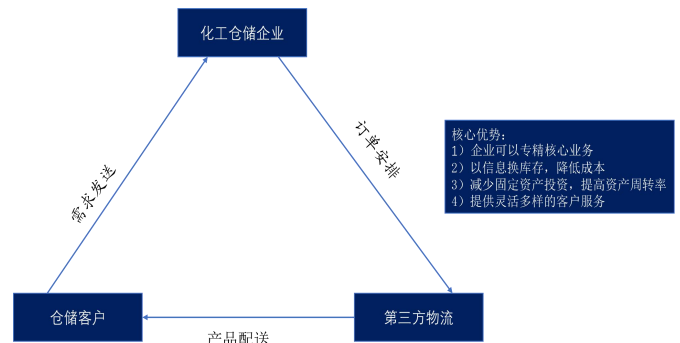 化工仓储企业
需求发送
订单安排
核心优势：
1）企业可以专精核心业务
2）以信息换库存，降低成本
3）减少固定资产投资，提高资产周转率
4）提供灵活多样的客户服务
仓储客户
第三方物流
产品配送